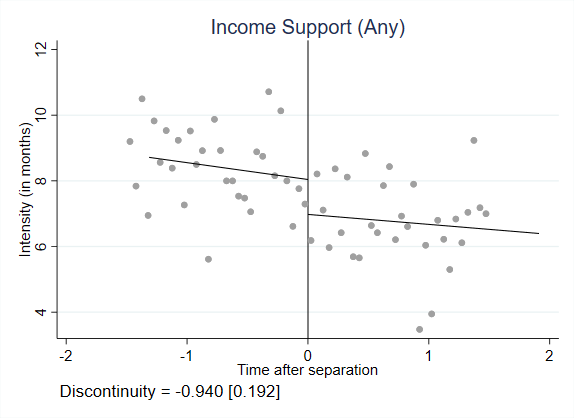 Income Support (Any)
Intensity (in months)
12
10
8
6
4
-2
-1
0
1
2
Time after separation
Discontinuity = -0.940 [0.192]